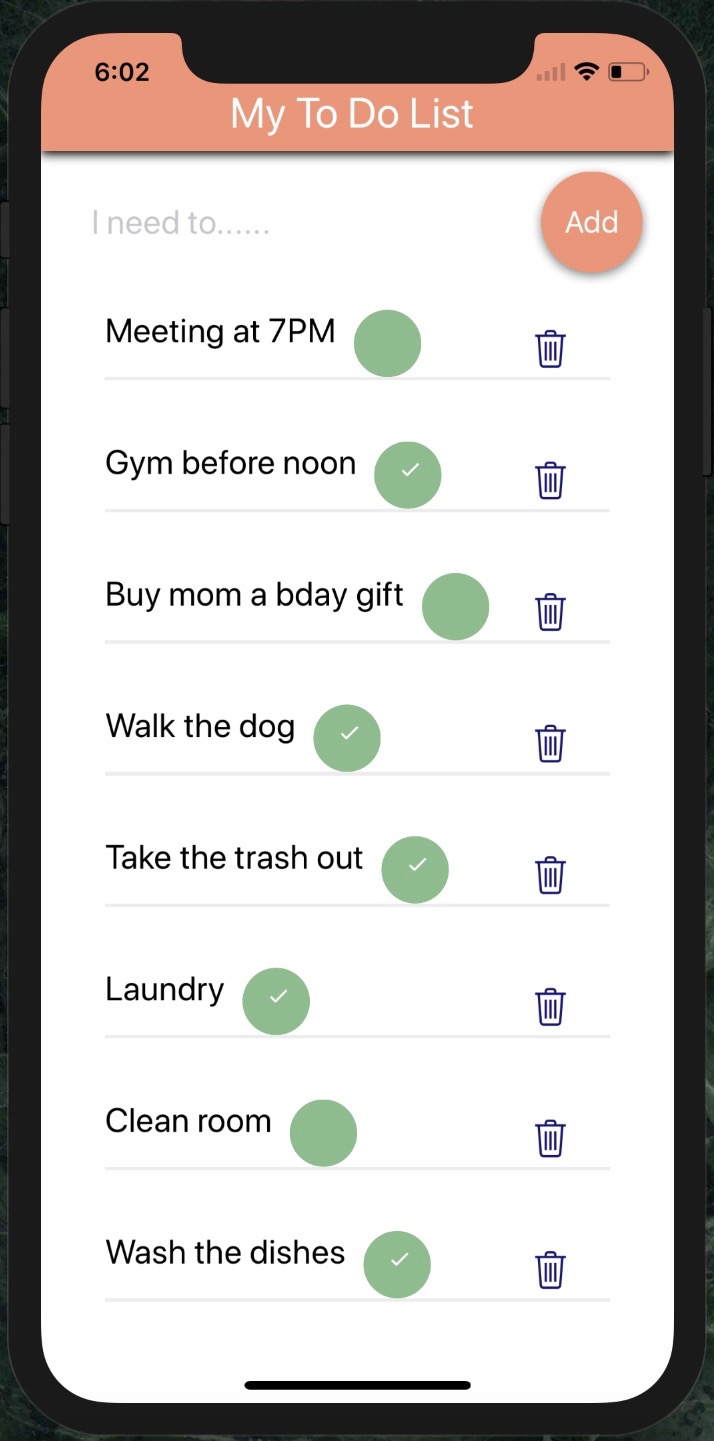 6:02
My To Do List
I need to......
Add
Meeting at 7PM
Gym before noon
Buy mom a bday gift
Walk the dog
Take the trash out
Laundry
Clean room
Wash the dishes